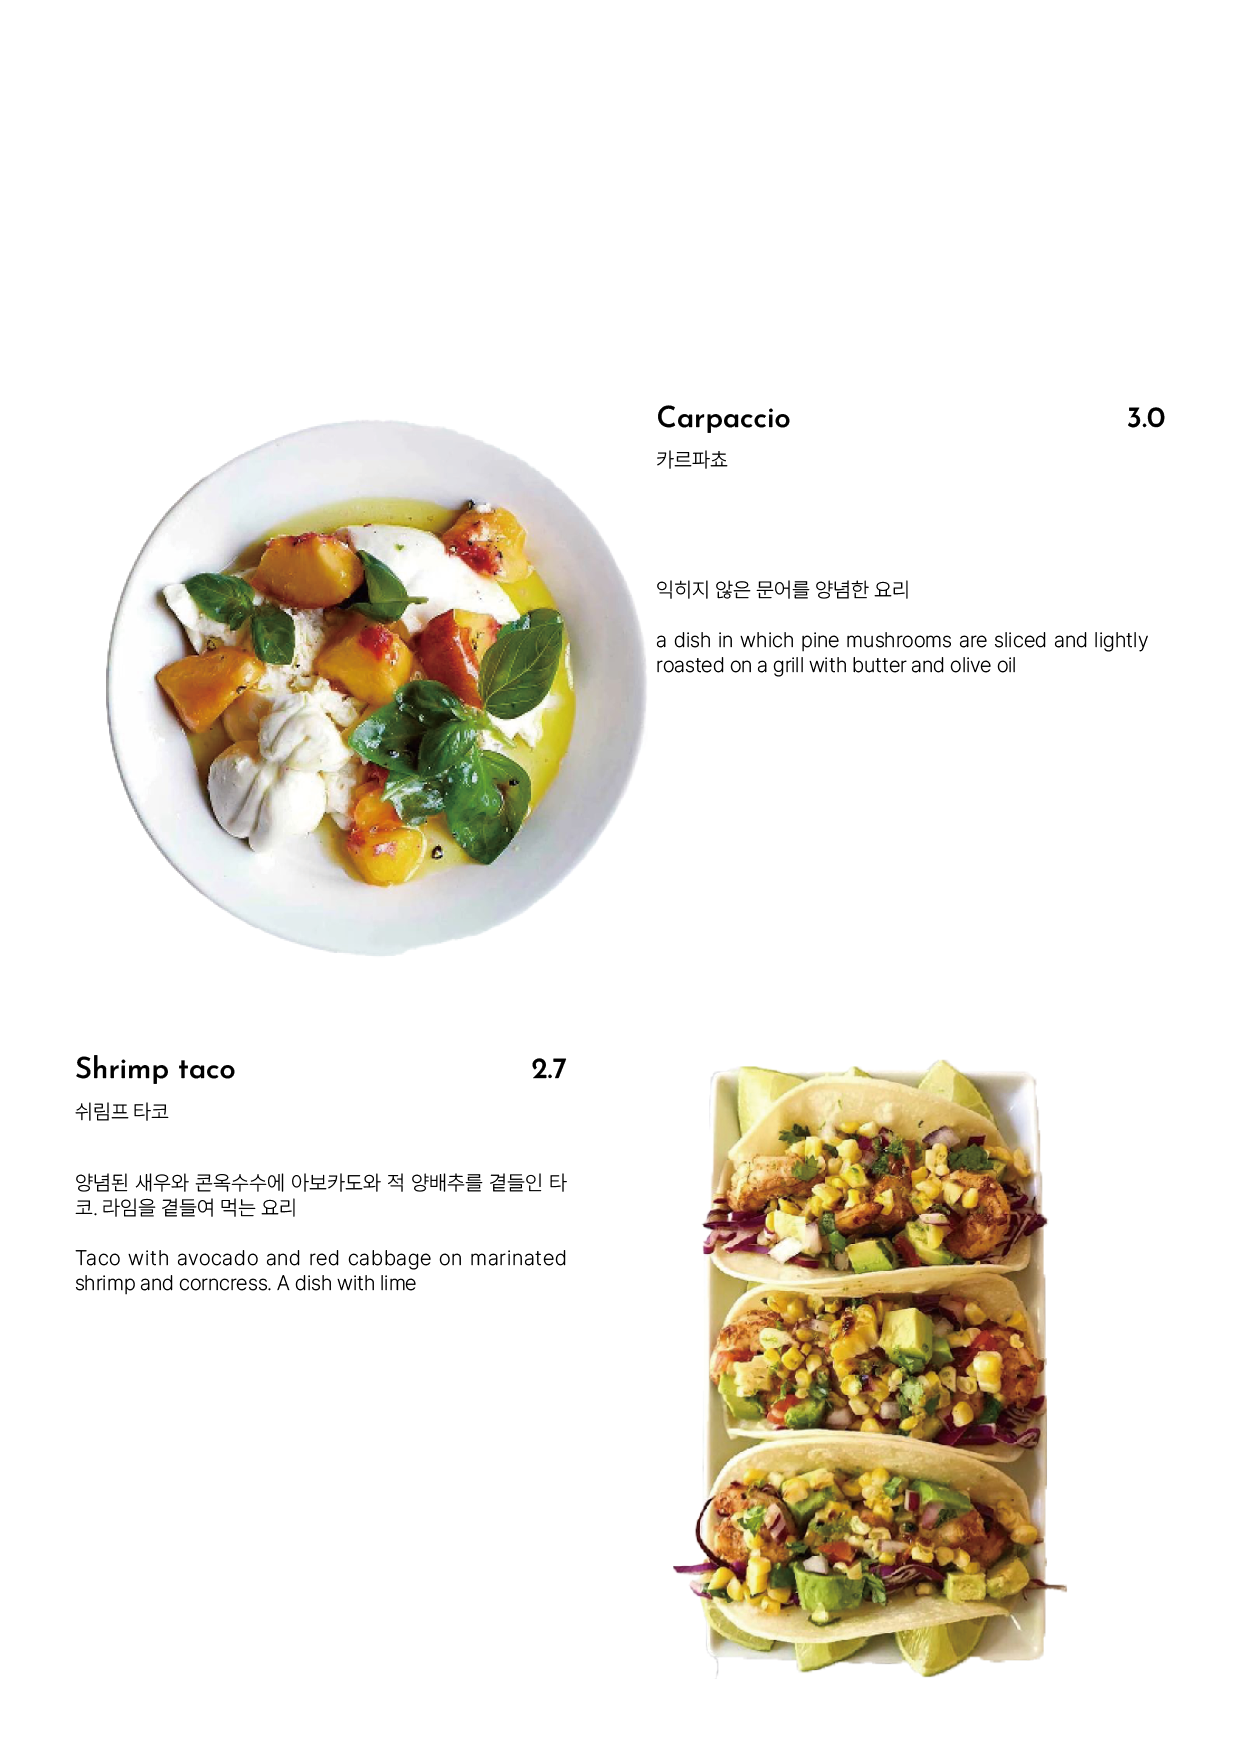 Carpaccio 3.0
카르파쵸
익히지 않은 문어를 양념한 요리
a dish in which pine mushrooms are sliced and lightly
roasted on a grill with butter and olive oil
Shrimp taco 2.7
쉬림프 타코
양념된 새우와 콘옥수수에 아보카도와 적 양배추를 곁들인 타
코. 라임을 곁들여 먹는 요리
Taco with avocado and red cabbage on marinated
shrimp and corncress. A dish with lime